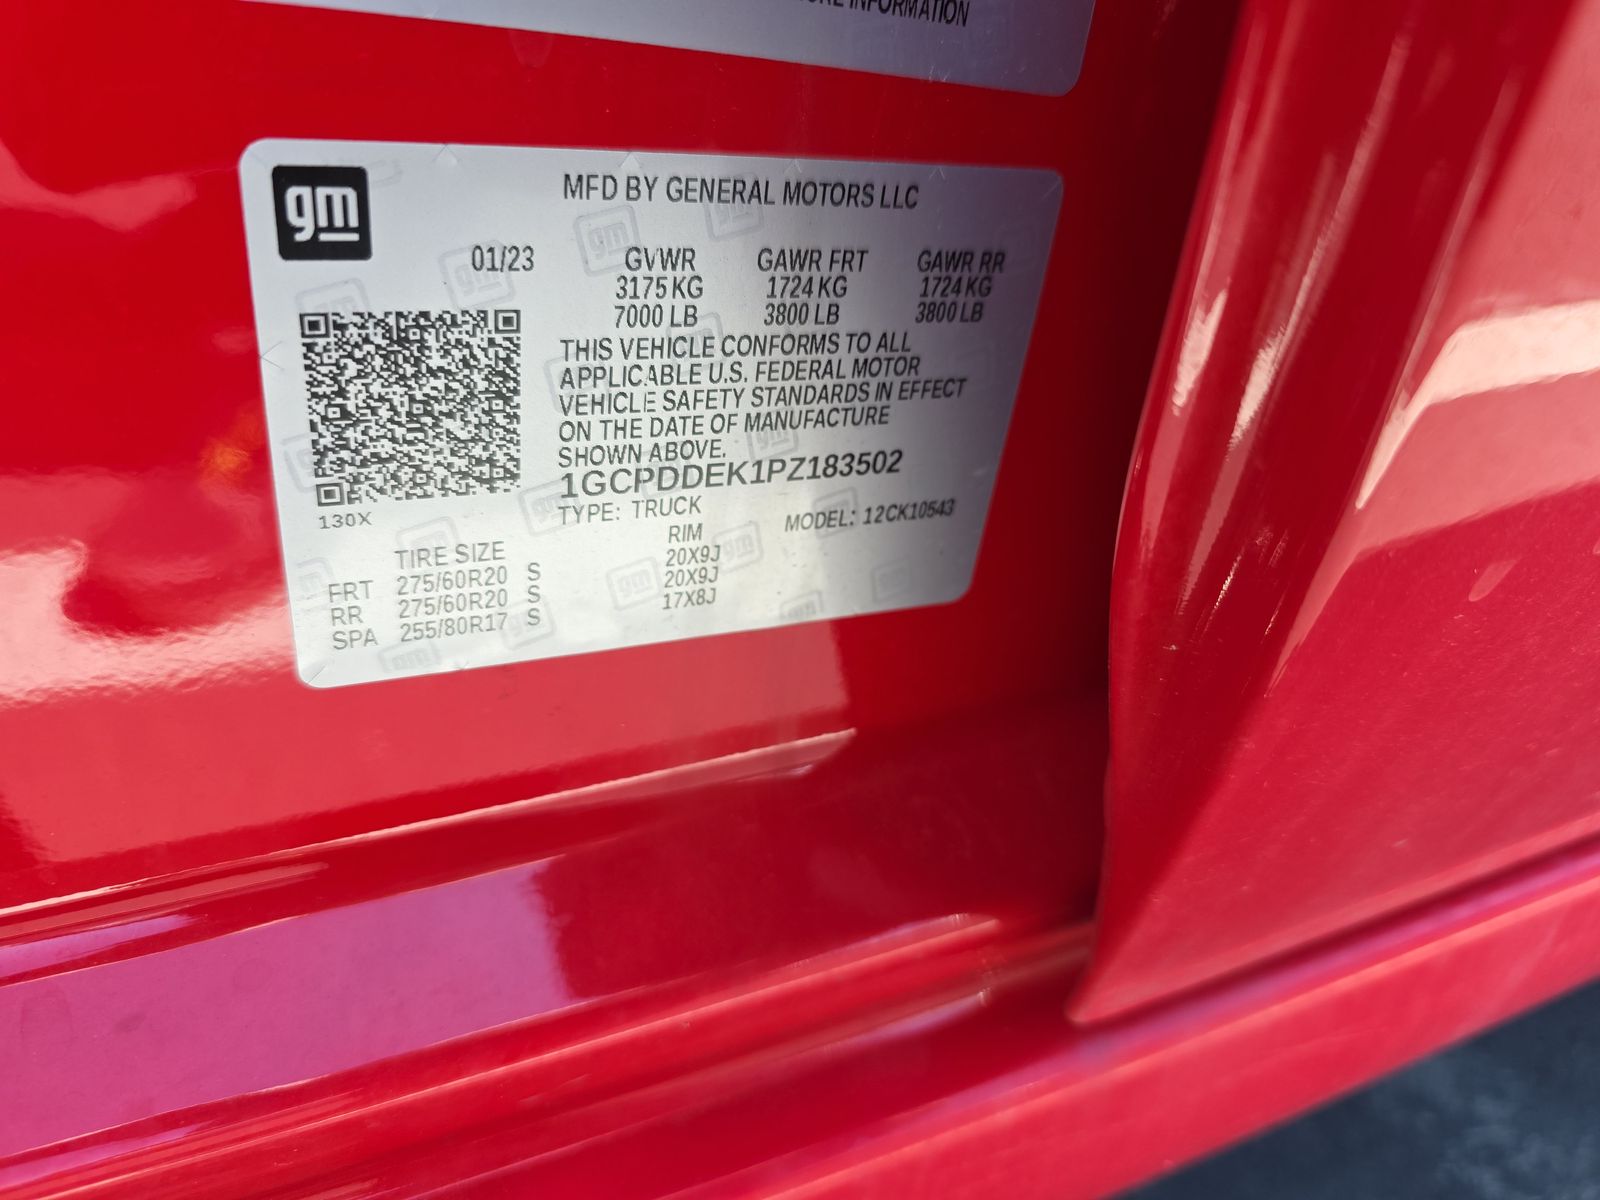 INFORMATION
gm
MFD BY GENERAL MOTORS LLC
01/23 GVWR GAWR FRT GAWR RR
3175 KG 1724 KG 1724 KG
7000 LB 3800 LB 3800 LB
THIS VEHICLE CONFORMS TO ALL
APPLICABLE U.S. FEDERAL MOTOR
VEHICLE SAFETY STANDARDS IN EFFECT
ON THE DATE OF MANUFACTURE
SHOWN ABOVE.
1GCPDDEK1PZ183502
130X TYPE: TRUCK MODEL: 12CK10543
TIRE SIZE RIM
FRT 275/60R20 S 20X9J
RR 275/60R20 S 20X9J
SPA 255/80R17 S 17X8J